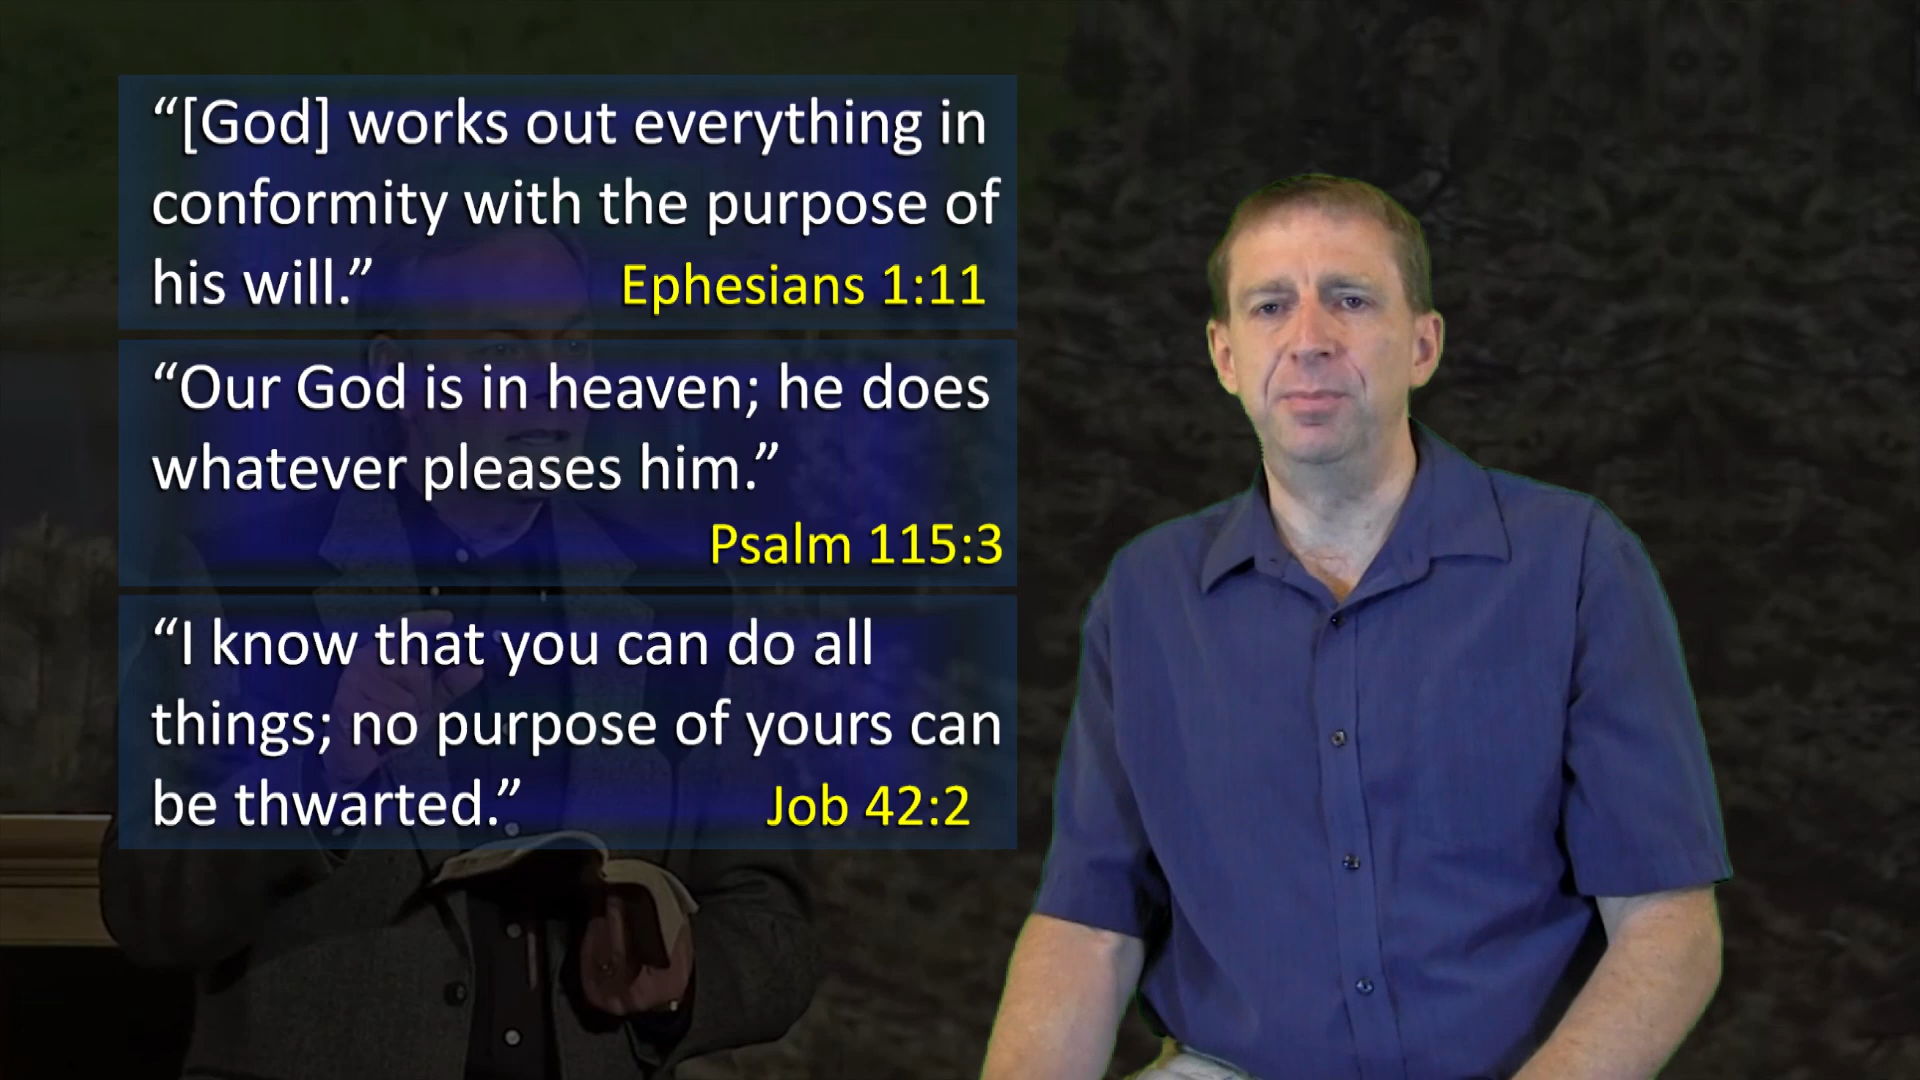 “[God] works out everything in
conformity with the purpose of
his will.” Ephesians 1:11
“Our God is in heaven; he does
whatever pleases him.”
Psalm 115:3
“I know that you can do all
things; no purpose of yours can
be thwarted.” Job 42:2